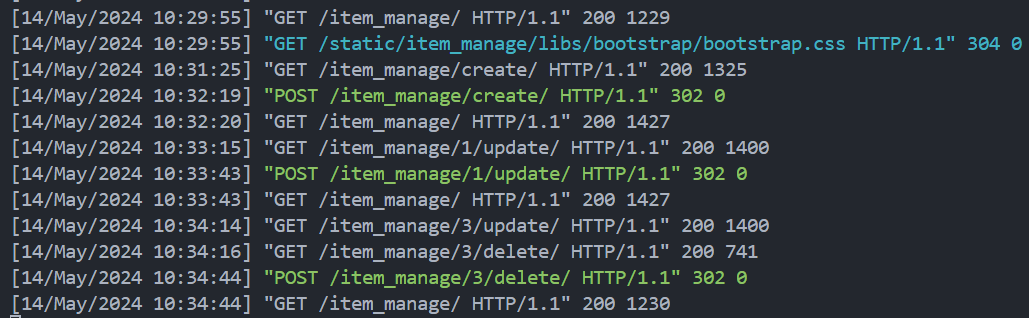 [14/May/2024 10:29:55] "GET /item_manage/ HTTP/1.1" 200 1229
[14/May/2024 10:29:55] "GET /static/item_manage/libs/bootstrap/bootstrap.css HTTP/1.1" 304 0
[14/May/2024 10:31:25] "GET /item_manage/create/ HTTP/1.1" 200 1325
[14/May/2024 10:32:19] "POST /item_manage/create/ HTTP/1.1" 302 0
[14/May/2024 10:32:20] "GET /item_manage/ HTTP/1.1" 200 1427
[14/May/2024 10:33:15] "GET /item_manage/1/update/ HTTP/1.1" 200 1400
[14/May/2024 10:33:43] "POST /item_manage/1/update/ HTTP/1.1" 302 0
[14/May/2024 10:33:43] "GET /item_manage/ HTTP/1.1" 200 1427
[14/May/2024 10:34:14] "GET /item_manage/3/update/ HTTP/1.1" 200 1400
[14/May/2024 10:34:16] "GET /item_manage/3/delete/ HTTP/1.1" 200 741
[14/May/2024 10:34:44] "POST /item_manage/3/delete/ HTTP/1.1" 302 0
[14/May/2024 10:34:44] "GET /item_manage/ HTTP/1.1" 200 1230